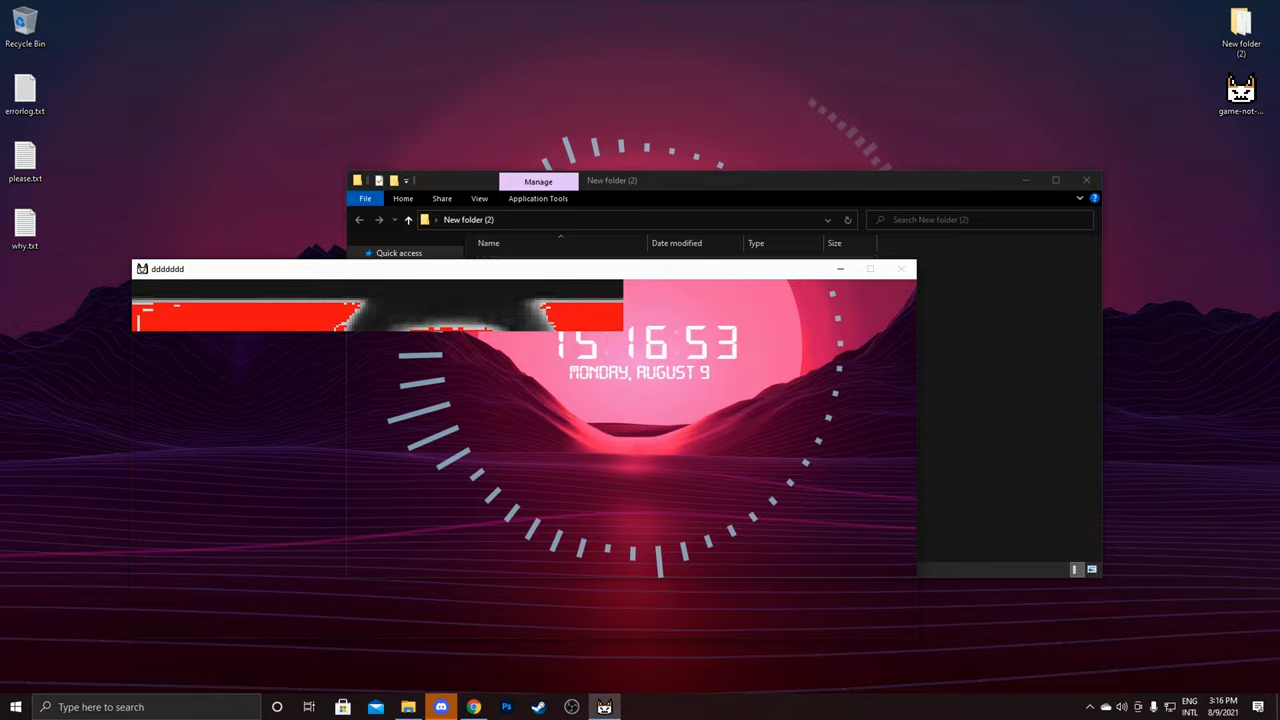 Recycle Bin
errorlog.txt
please.txt
why.txt
New folder
(2)
game-not-...
Manage
New folder (2)
File
Home
Share
View
Application Tools
New folder (2)
Search New folder (2)
Name
Date modified
Type
Size
Quick access
ddddddd
15:16:53
MONDAY, AUGUST 9
Type here to search
Ps
ENG
INTL
3:16 PM
8/9/2021